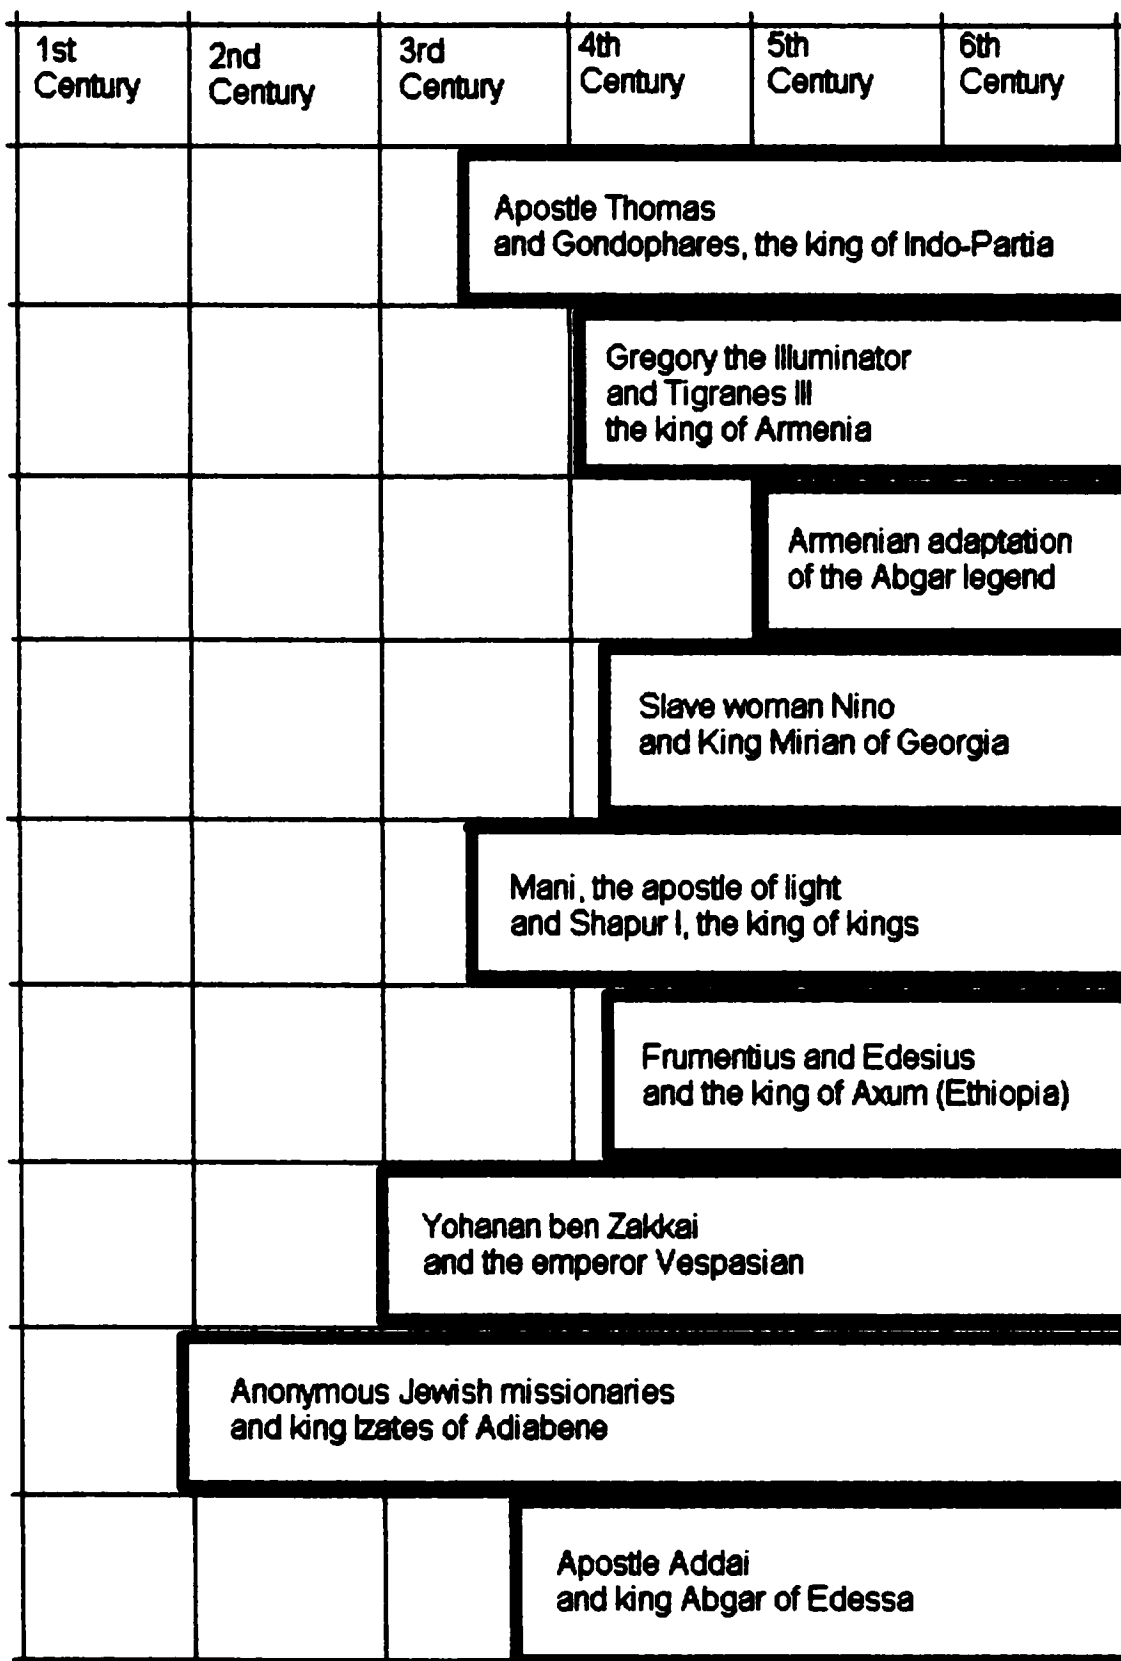 1st
Century
2nd
Century
3rd
Century
4th
Century
5th
Century
6th
Century
Apostle Thomas
and Gondophares, the king of Indo-Partia
Gregory the Illuminator
and Tigranes III
the king of Armenia
Armenian adaptation
of the Abgar legend
Slave woman Nino
and King Mirian of Georgia
Mani, the apostle of light
and Shapur I, the king of kings
Frumentius and Edesius
and the king of Axum (Ethiopia)
Yohanan ben Zakkai
and the emperor Vespasian
Anonymous Jewish missionaries
and king Izates of Adiabene
Apostle Addai
and king Abgar of Edessa